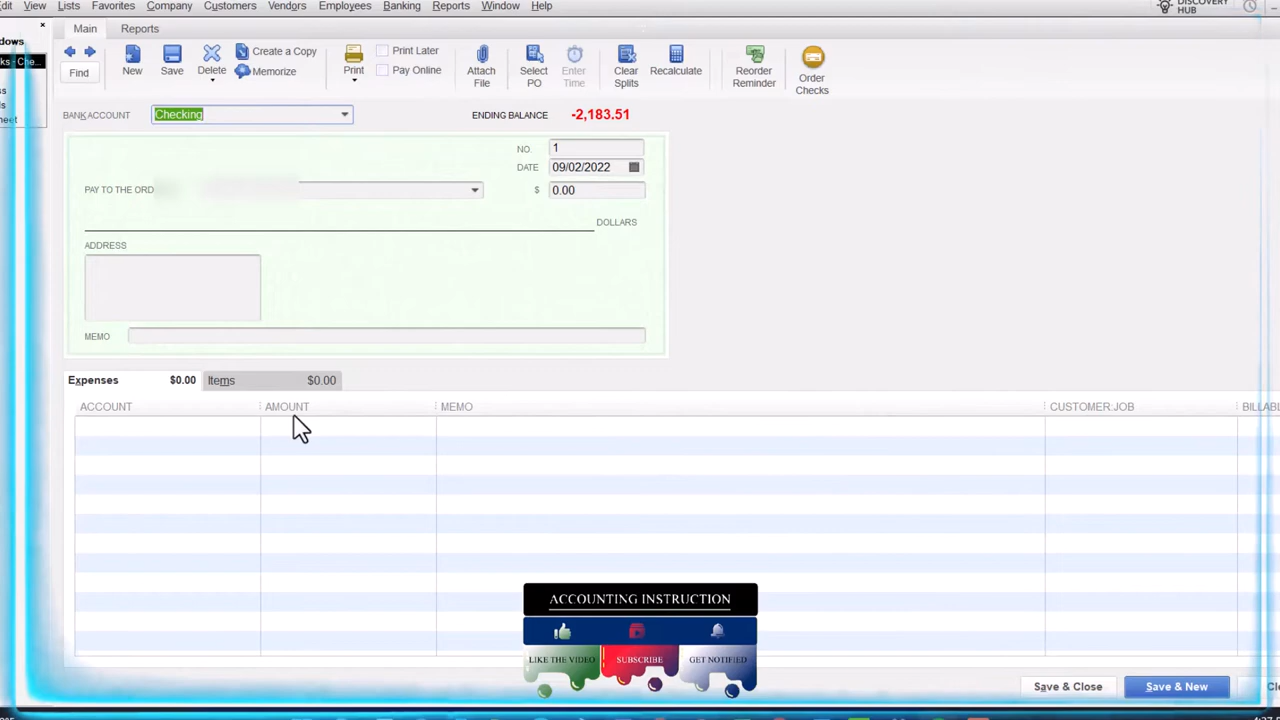 View Lists Favorites Company Customers Vendors Employees Banking Reports Window Help
DISCOVERY
HUB
Main Reports
Find New Save Delete Create a Copy
Memorize
Print Print Later
Pay Online
Attach
File
Select
PO
Enter
Time
Clear
Splits
Recalculate
Reorder
Reminder
Order
Checks
BANK ACCOUNT Checking ENDING BALANCE -2,183.51
NO. 1
DATE 09/02/2022
PAY TO THE ORD $ 0.00
DOLLARS
ADDRESS
MEMO
Expenses $0.00 Items $0.00
ACCOUNT AMOUNT MEMO CUSTOMER:JOB
ACCOUNTING INSTRUCTION
LIKE THE VIDEO SUBSCRIBE GET NOTIFIED
Save & Close Save & New